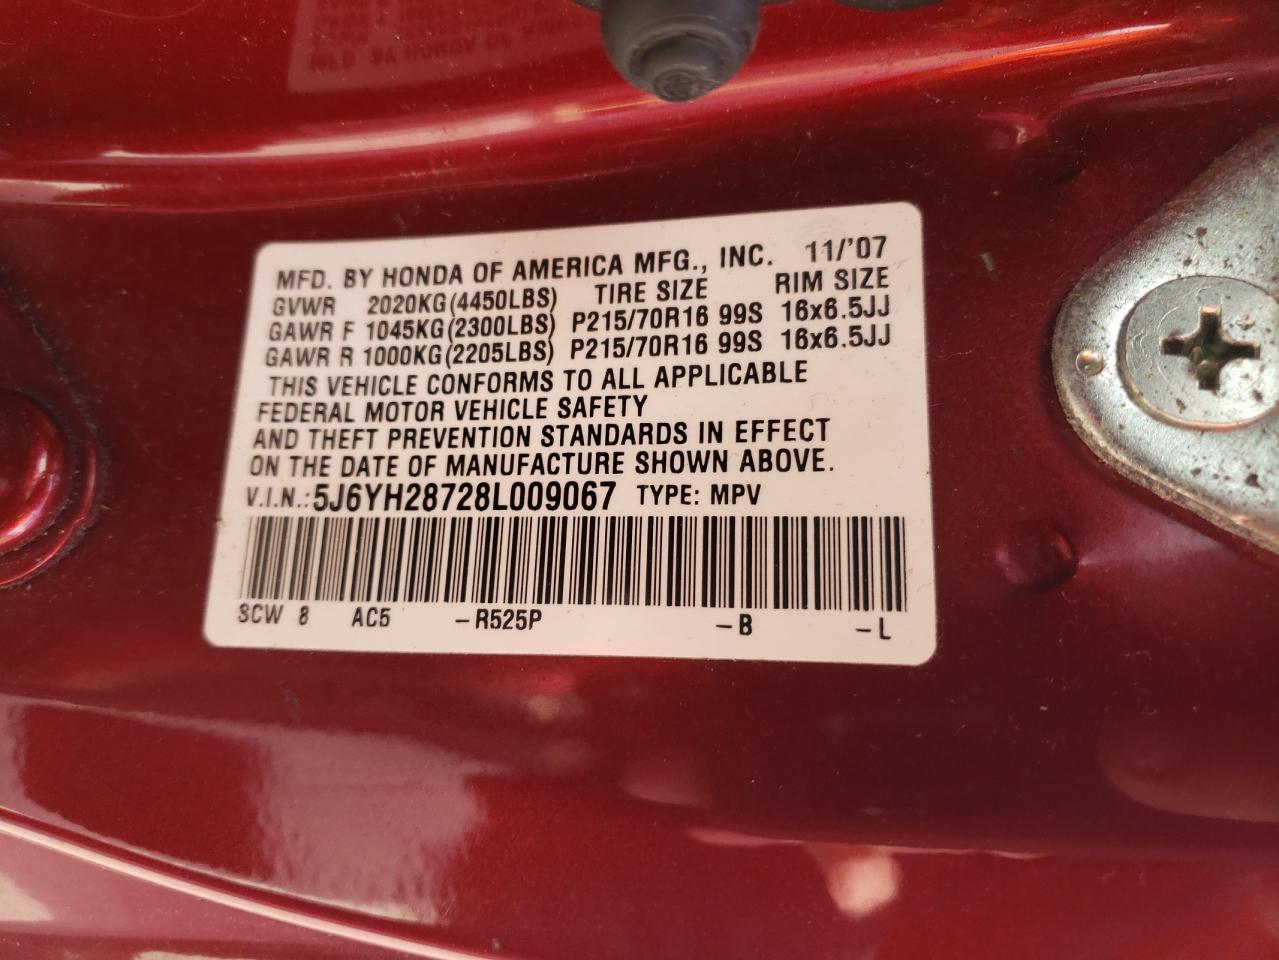 MFD. BY HONDA OF AMERICA MFG., INC. 11/'07
GVWR 2020KG(4450LBS) TIRE SIZE RIM SIZE
GAWR F 1045KG(2300LBS) P215/70R16 99S 16x6.5JJ
GAWR R 1000KG(2205LBS) P215/70R16 99S 16x6.5JJ
THIS VEHICLE CONFORMS TO ALL APPLICABLE
FEDERAL MOTOR VEHICLE SAFETY
AND THEFT PREVENTION STANDARDS IN EFFECT
ON THE DATE OF MANUFACTURE SHOWN ABOVE.
V.I.N.:5J6YH28728L009067 TYPE: MPV
SCW 8 AC5 -R525P -B -L